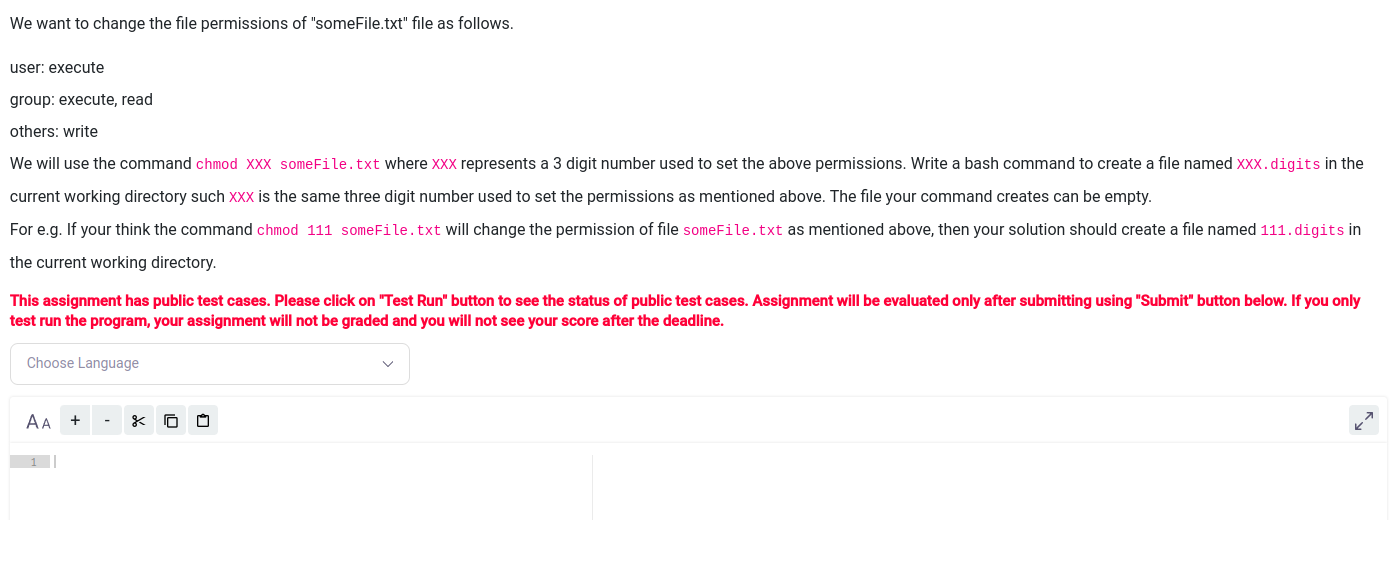 We want to change the file permissions of "someFile.txt" file as follows.
user: execute
group: execute, read
others: write
We will use the command chmod XXX someFile.txt where XXX represents a 3 digit number used to set the above permissions. Write a bash command to create a file named XXX.digits in the
current working directory such XXX is the same three digit number used to set the permissions as mentioned above. The file your command creates can be empty.
For e.g. If your think the command chmod 111 someFile.txt will change the permission of file someFile.txt as mentioned above, then your solution should create a file named 111.digits in
the current working directory.
This assignment has public test cases. Please click on "Test Run" button to see the status of public test cases. Assignment will be evaluated only after submitting using "Submit" button below. If you only
test run the program, your assignment will not be graded and you will not see your score after the deadline.
Choose Language
A A + -
1